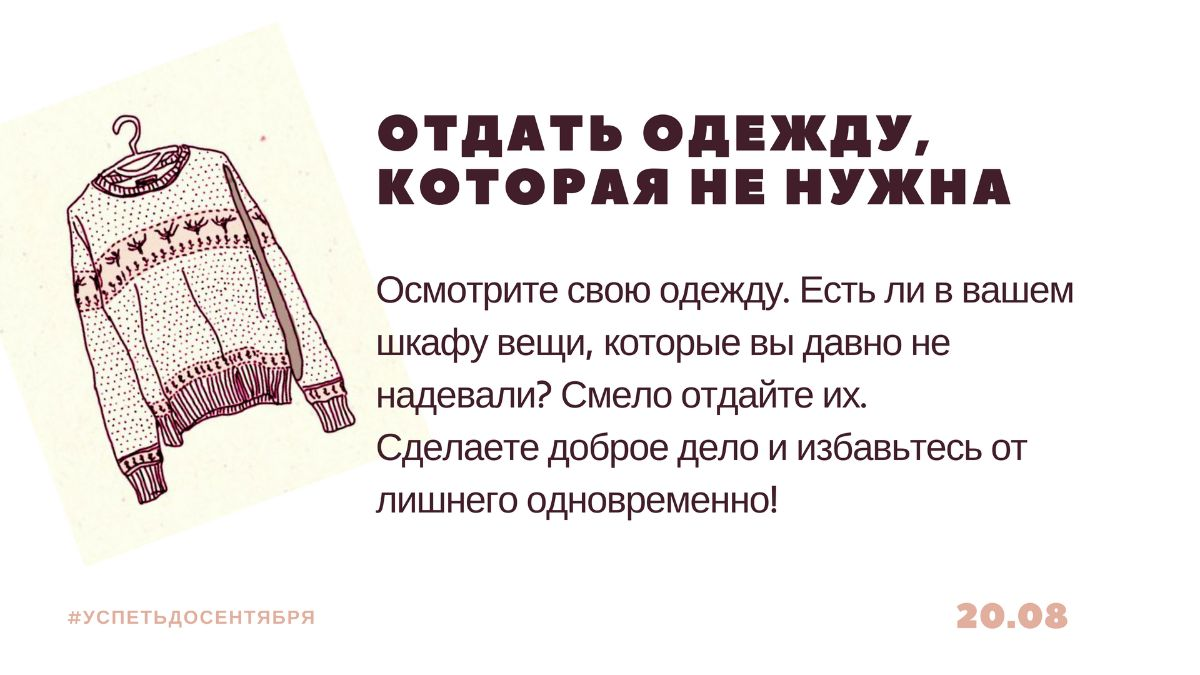 ОТДАТЬ ОДЕЖДУ,
КОТОРАЯ НЕ НУЖНА
Осмотрите свою одежду. Есть ли в вашем
шкафу вещи, которые вы давно не
надевали? Смело отдайте их.
Сделаете доброе дело и избавьтесь от
лишнего одновременно!
#УСПЕТЬДОСЕНТЯБРЯ
20.08